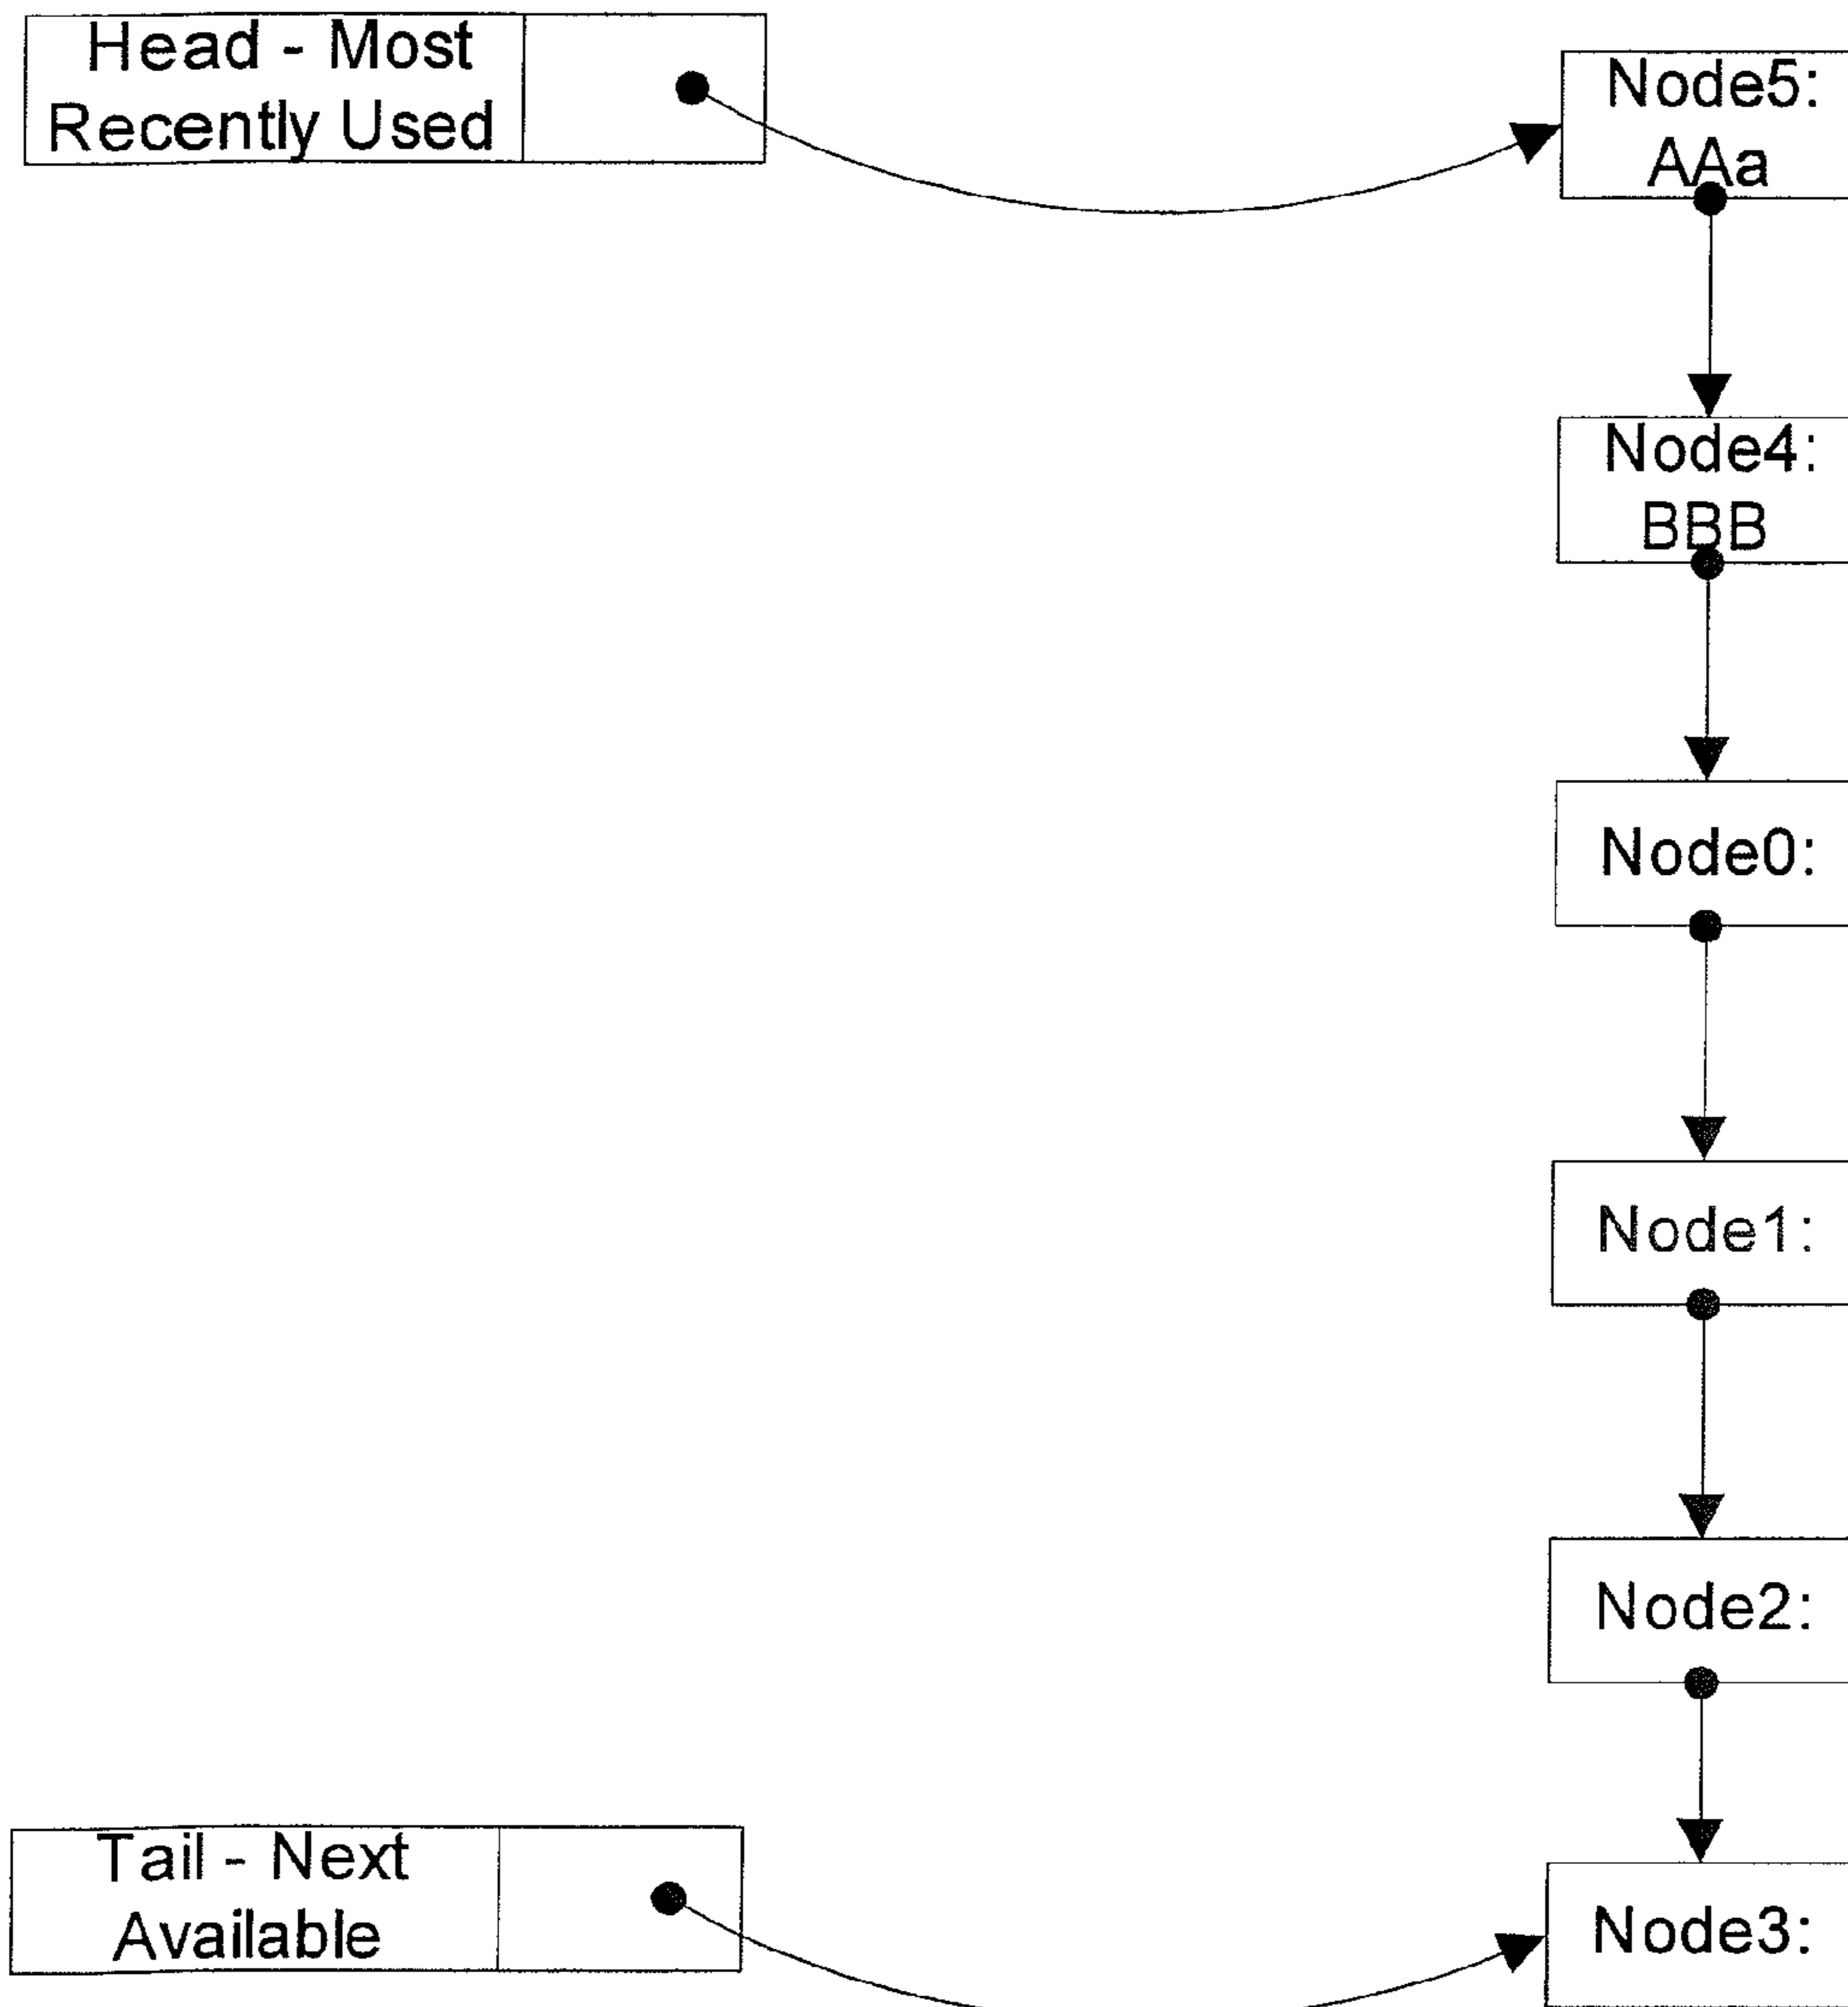 Head - Most
Recently Used
Node5:
AAa
Node4:
BBB
Node0:
Node1:
Node2:
Tail - Next
Available
Node3: